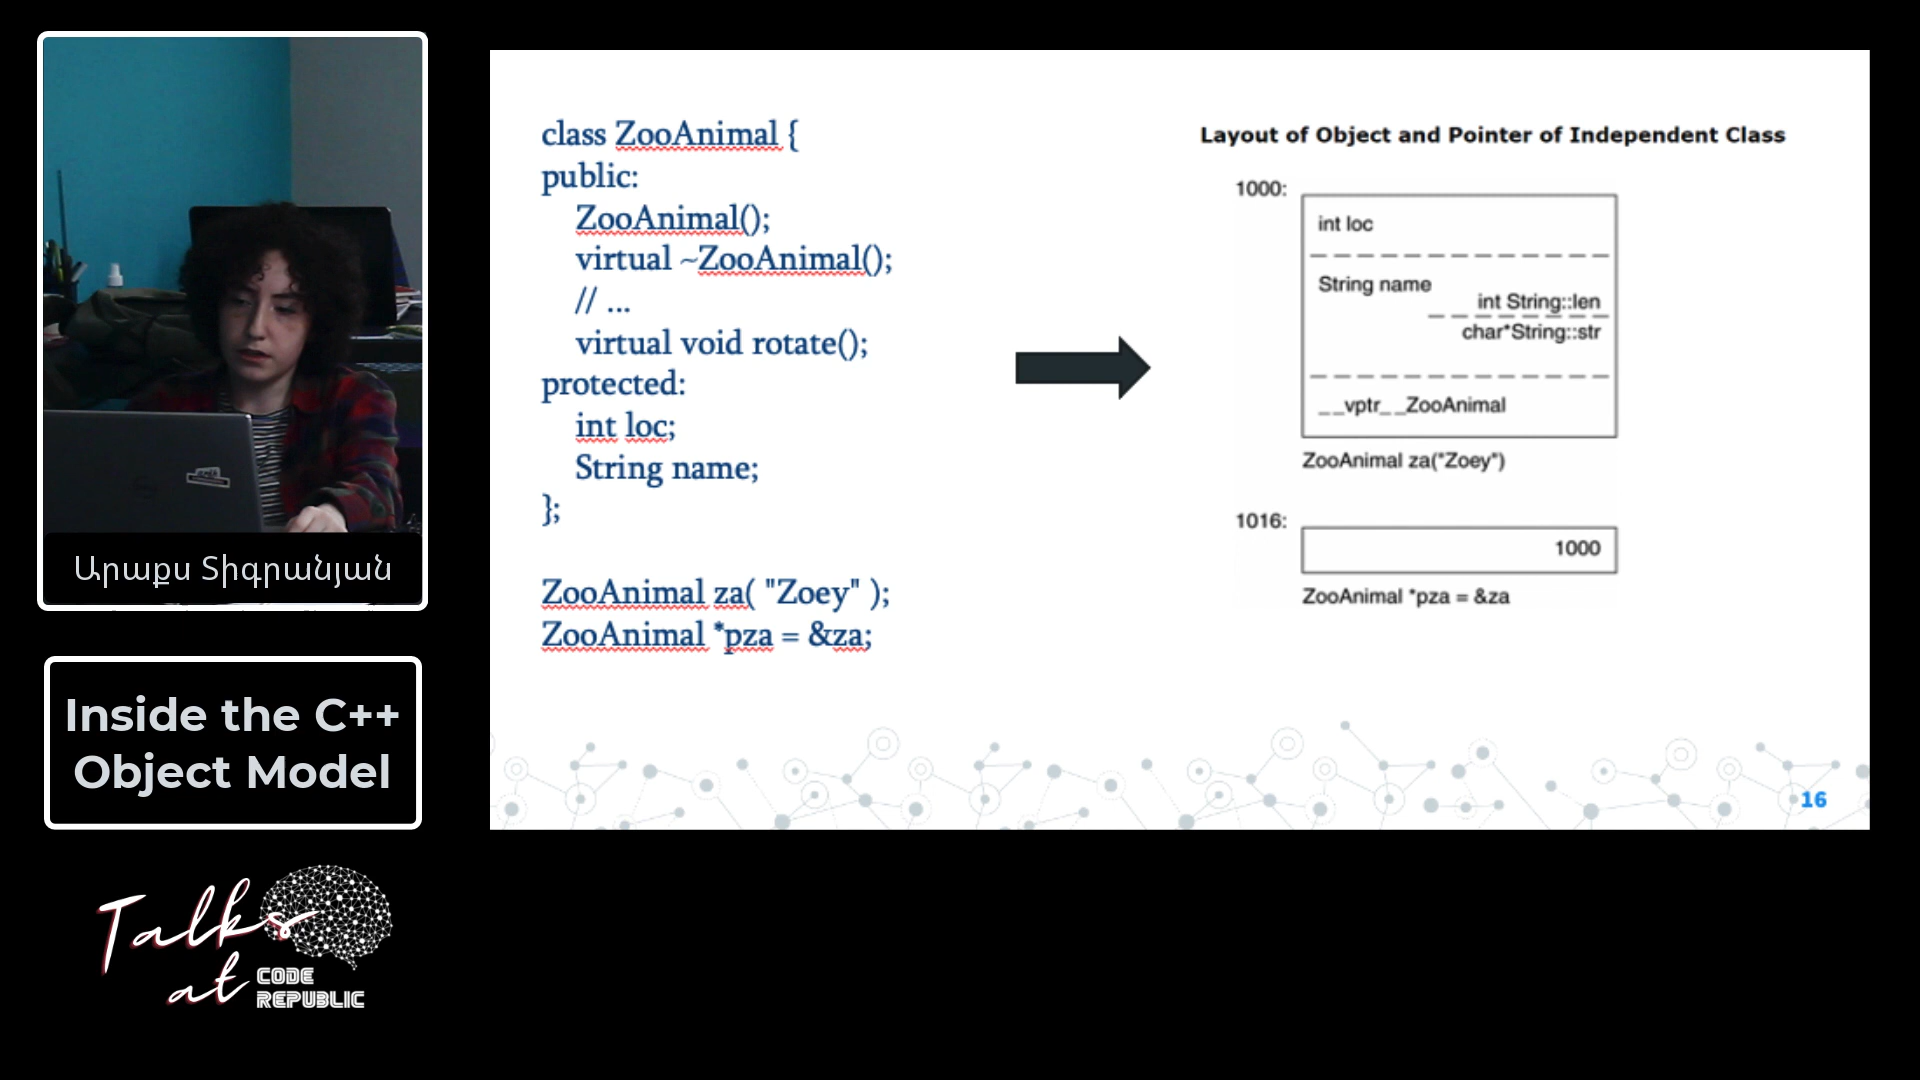 Արաքս Տիգրանյան
Inside the C++
Object Model
Talks
at CODE
REPUBLIC
class ZooAnimal {
public:
ZooAnimal();
virtual ~ZooAnimal();
// ...
virtual void rotate();
protected:
int loc;
String name;
};
ZooAnimal za( "Zoey" );
ZooAnimal *pza = &za;
Layout of Object and Pointer of Independent Class
1000:
int loc
String name
int String::len
char*String::str
__vptr__ZooAnimal
ZooAnimal za("Zoey")
1016:
1000
ZooAnimal *pza = &za
16